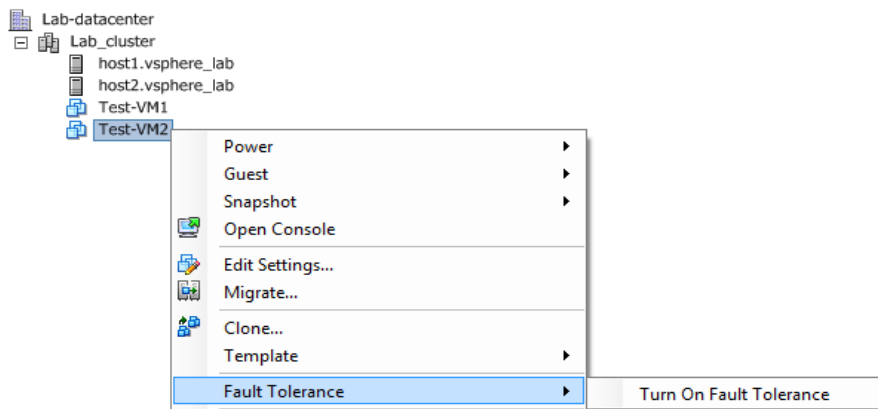 Lab-datacenter
Lab_cluster
host1.vsphere_lab
host2.vsphere_lab
Test-VM1
Test-VM2
Power
Guest
Snapshot
Open Console
Edit Settings...
Migrate...
Clone...
Template
Fault Tolerance
Turn On Fault Tolerance